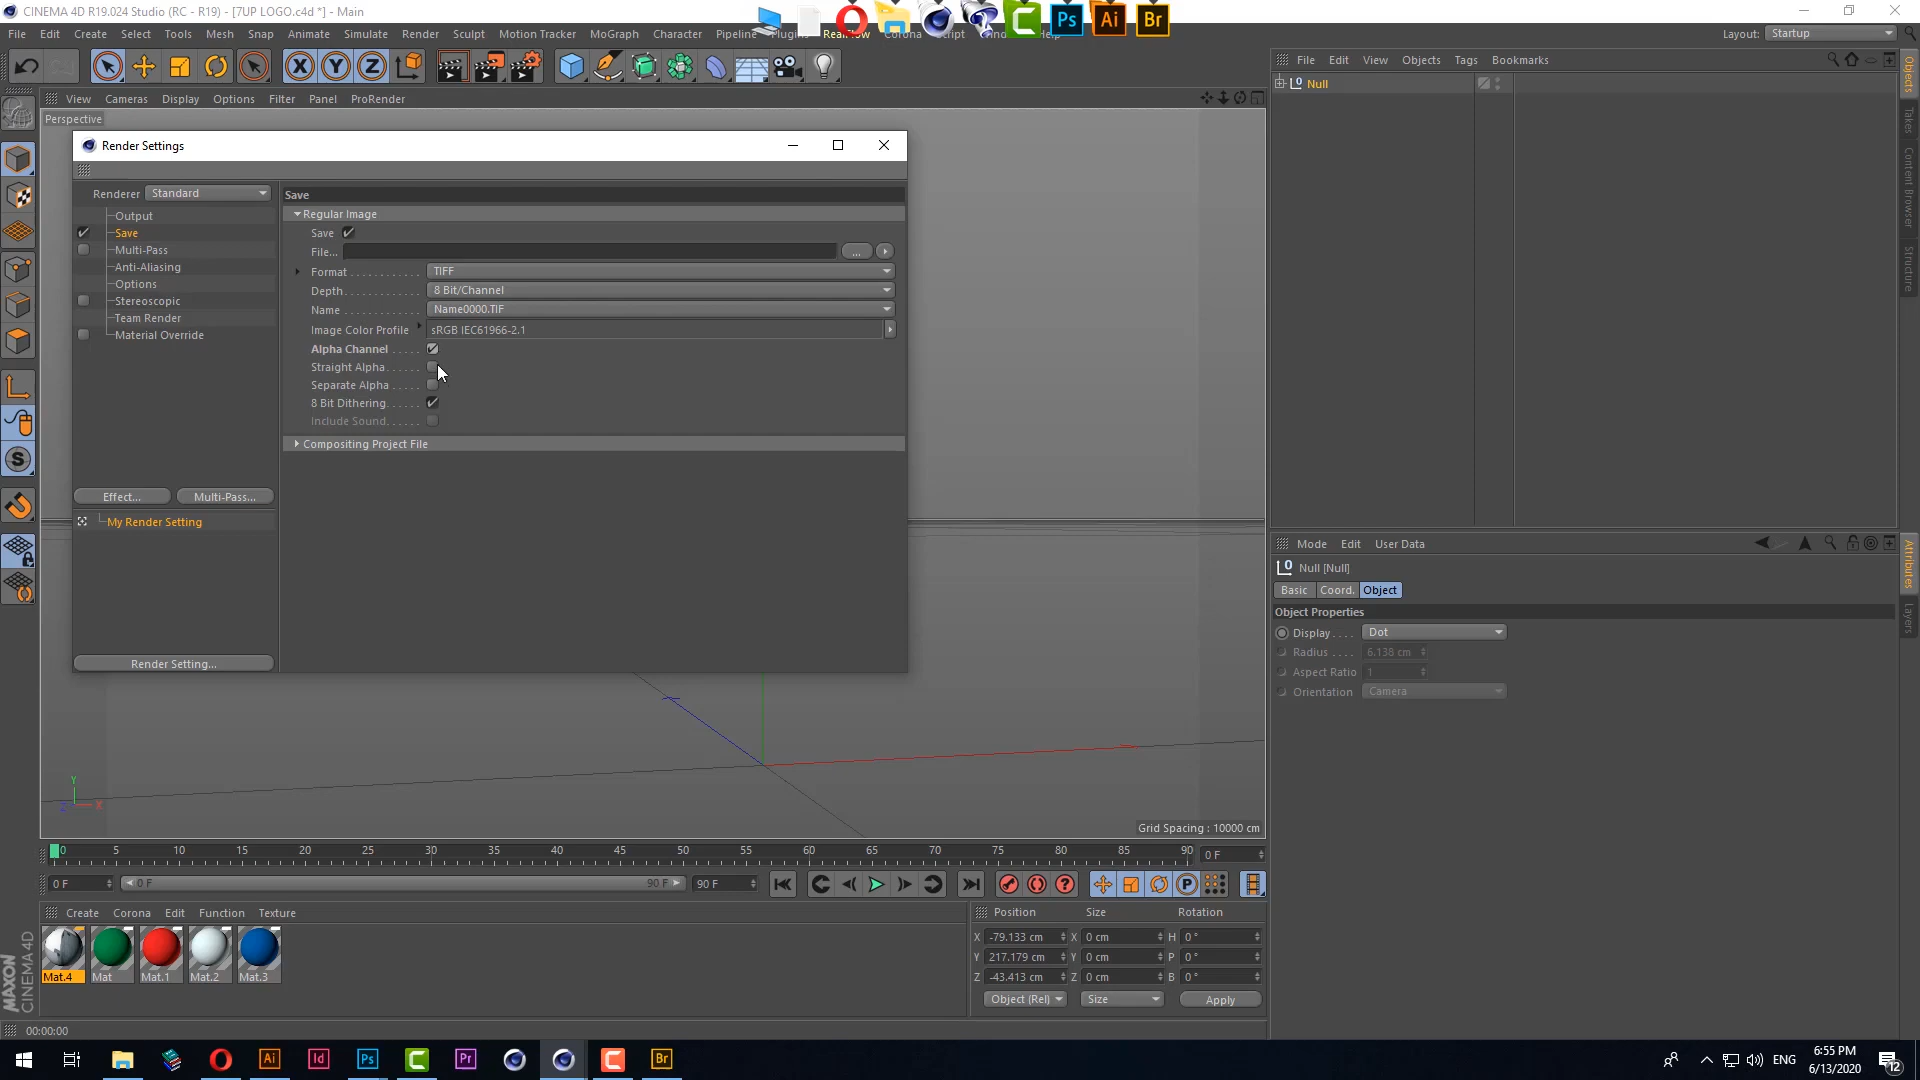 CINEMA 4D R19.024 Studio (RC - R19) - [7UP LOGO.c4d *] - Main
File Edit Create Select Tools Mesh Snap Animate Simulate Render Sculpt Motion Tracker MoGraph Character Pipeline Plugins RealFlow Corona Script Help
Layout: Startup
X Y Z
View Cameras Display Options Filter Panel ProRender
File Edit View Objects Tags Bookmarks
Null
Objects
Takes
Content Browser
Structure
Perspective
Render Settings
Renderer Standard
Output
Save
Multi-Pass
Anti-Aliasing
Options
Stereoscopic
Team Render
Material Override
Effect... Multi-Pass...
My Render Setting
Render Setting...
Save
Regular Image
Save
File... ...
Format TIFF
Depth 8 Bit/Channel
Name Name0000.TIF
Image Color Profile sRGB IEC61966-2.1
Alpha Channel
Straight Alpha
Separate Alpha
8 Bit Dithering
Include Sound
Compositing Project File
Y
Z X
Grid Spacing : 10000 cm
Mode Edit User Data
Null [Null]
Basic Coord. Object
Object Properties
Display Dot
Radius 6.138 cm
Aspect Ratio 1
Orientation Camera
Attributes
Layers
0 5 10 15 20 25 30 35 40 45 50 55 60 65 70 75 80 85 90 0 F
0 F 0 F 90 F 90 F
Create Corona Edit Function Texture
Mat.4 Mat Mat.1 Mat.2 Mat.3
Position Size Rotation
X -79.133 cm X 0 cm H 0 °
Y 217.179 cm Y 0 cm P 0 °
Z -43.413 cm Z 0 cm B 0 °
Object (Rel) Size Apply
MAXON
CINEMA 4D
00:00:00
Ps Ai Br
Ai Id Ps Pr Br
ENG
6:55 PM
6/13/2020
12